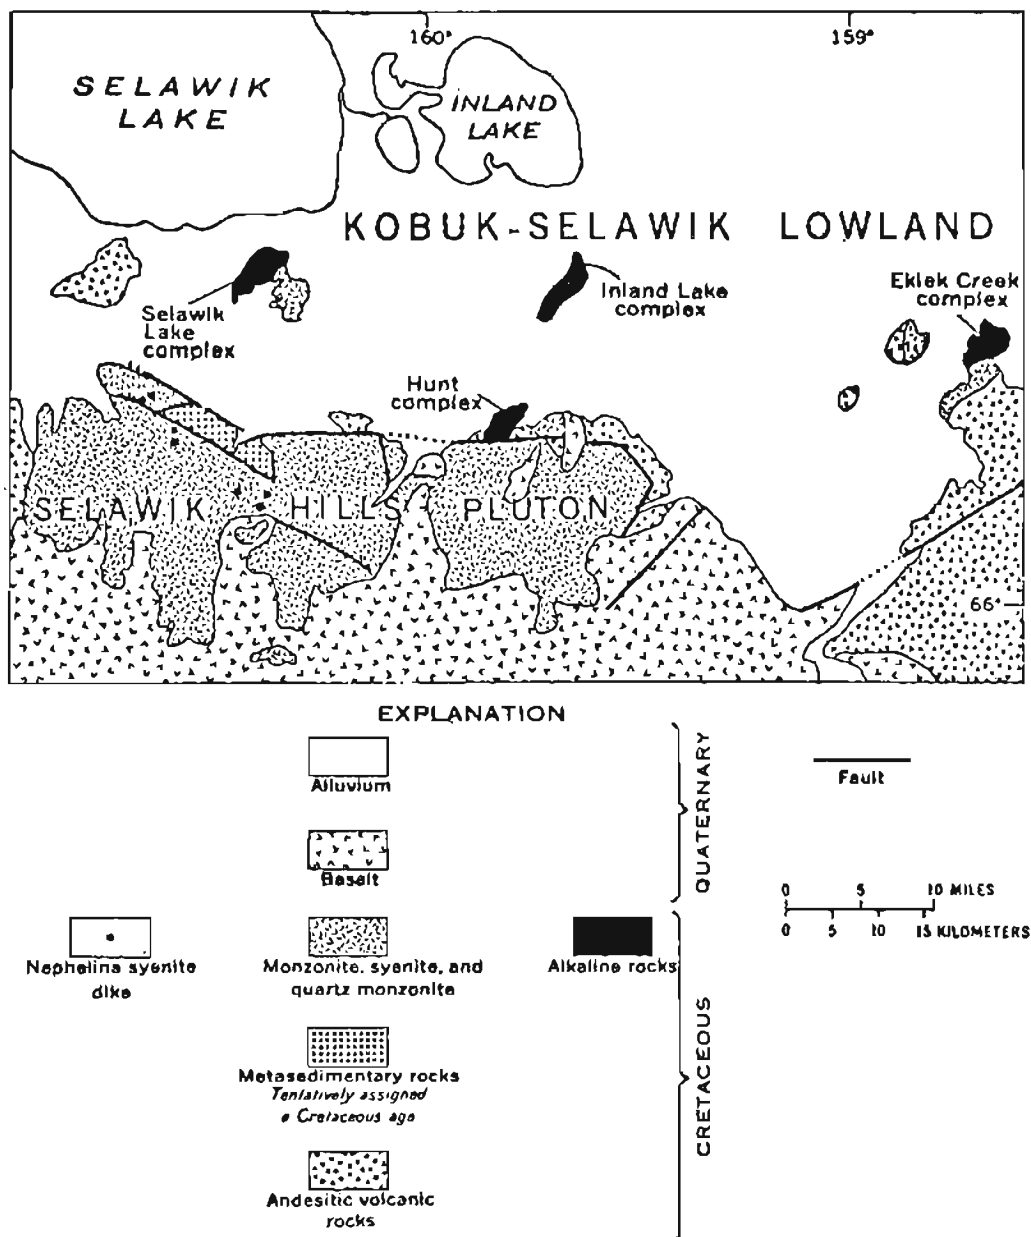 160°
159°
SELAWIK
LAKE
INLAND
LAKE
KOBUK-SELAWIK LOWLAND
Selawik
Lake
complex
Inland Lake
complex
Eklek Creek
complex
Hunt
complex
SELAWIK HILLS PLUTON
66°
EXPLANATION
Alluvium
Basalt
QUATERNARY
Fault
0 5 10 MILES
0 5 10 15 KILOMETERS
Nepheline syenite
dike
Monzonite, syenite, and
quartz monzonite
Alkaline rocks
Metasedimentary rocks
Tentatively assigned
a Cretaceous age
Andesitic volcanic
rocks
CRETACEOUS